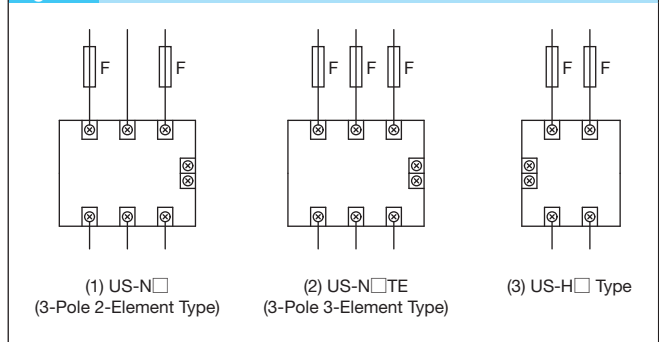 F
F
F
F
F
F
F
(1) US-N□
(3-Pole 2-Element Type)
(2) US-N□TE
(3-Pole 3-Element Type)
(3) US-H□ Type